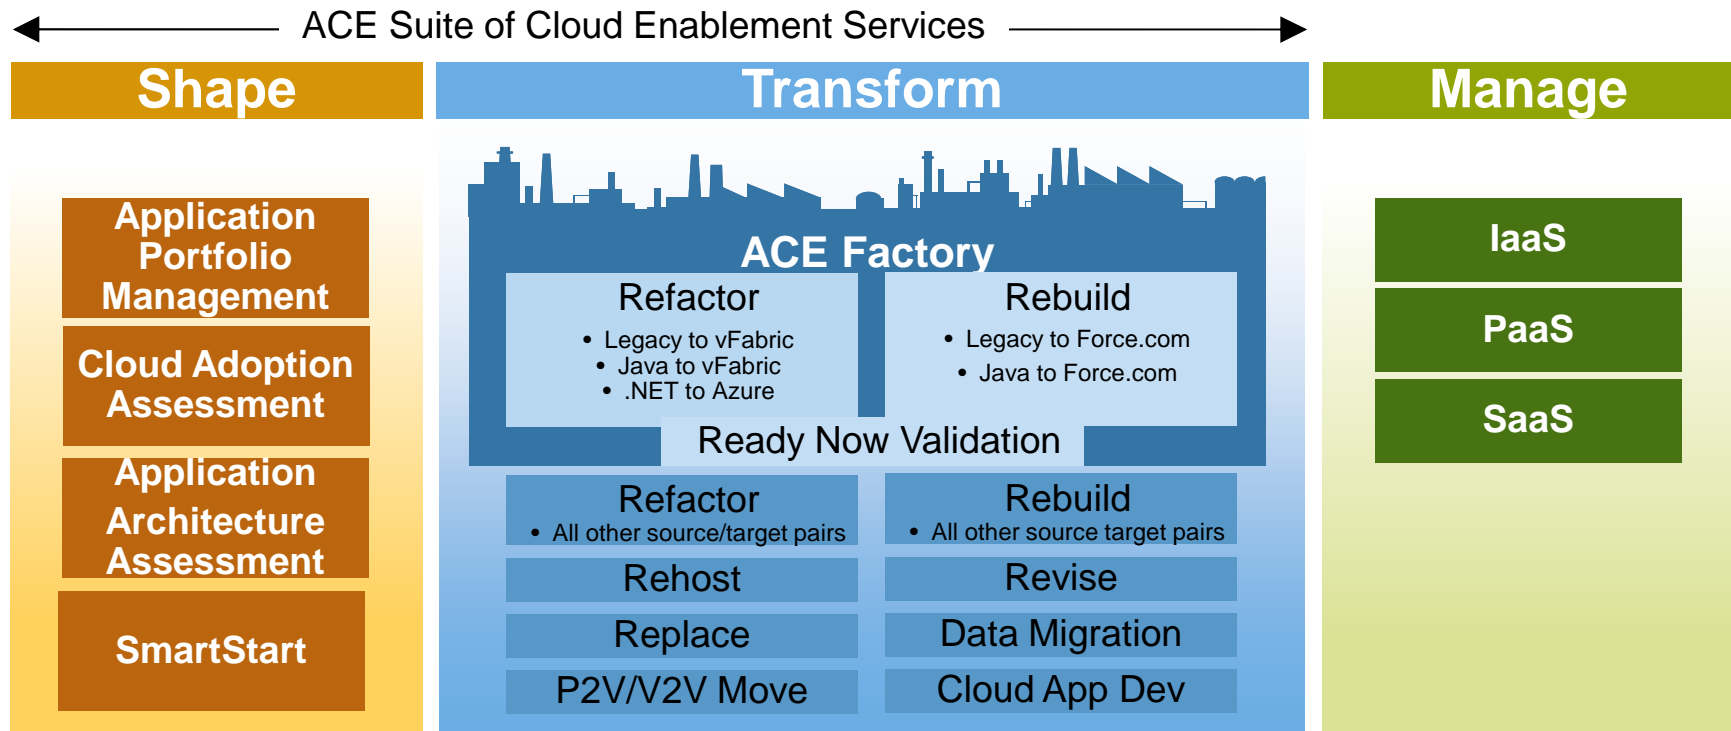 ACE Suite of Cloud Enablement Services
Shape
Transform
Manage
Application
Portfolio
Management
Cloud Adoption
Assessment
Application
Architecture
Assessment
SmartStart
ACE Factory
Refactor
• Legacy to vFabric
• Java to vFabric
• .NET to Azure
Rebuild
• Legacy to Force.com
• Java to Force.com
Ready Now Validation
Refactor
• All other source/target pairs
Rebuild
• All other source target pairs
Rehost
Revise
Replace
Data Migration
P2V/V2V Move
Cloud App Dev
IaaS
PaaS
SaaS